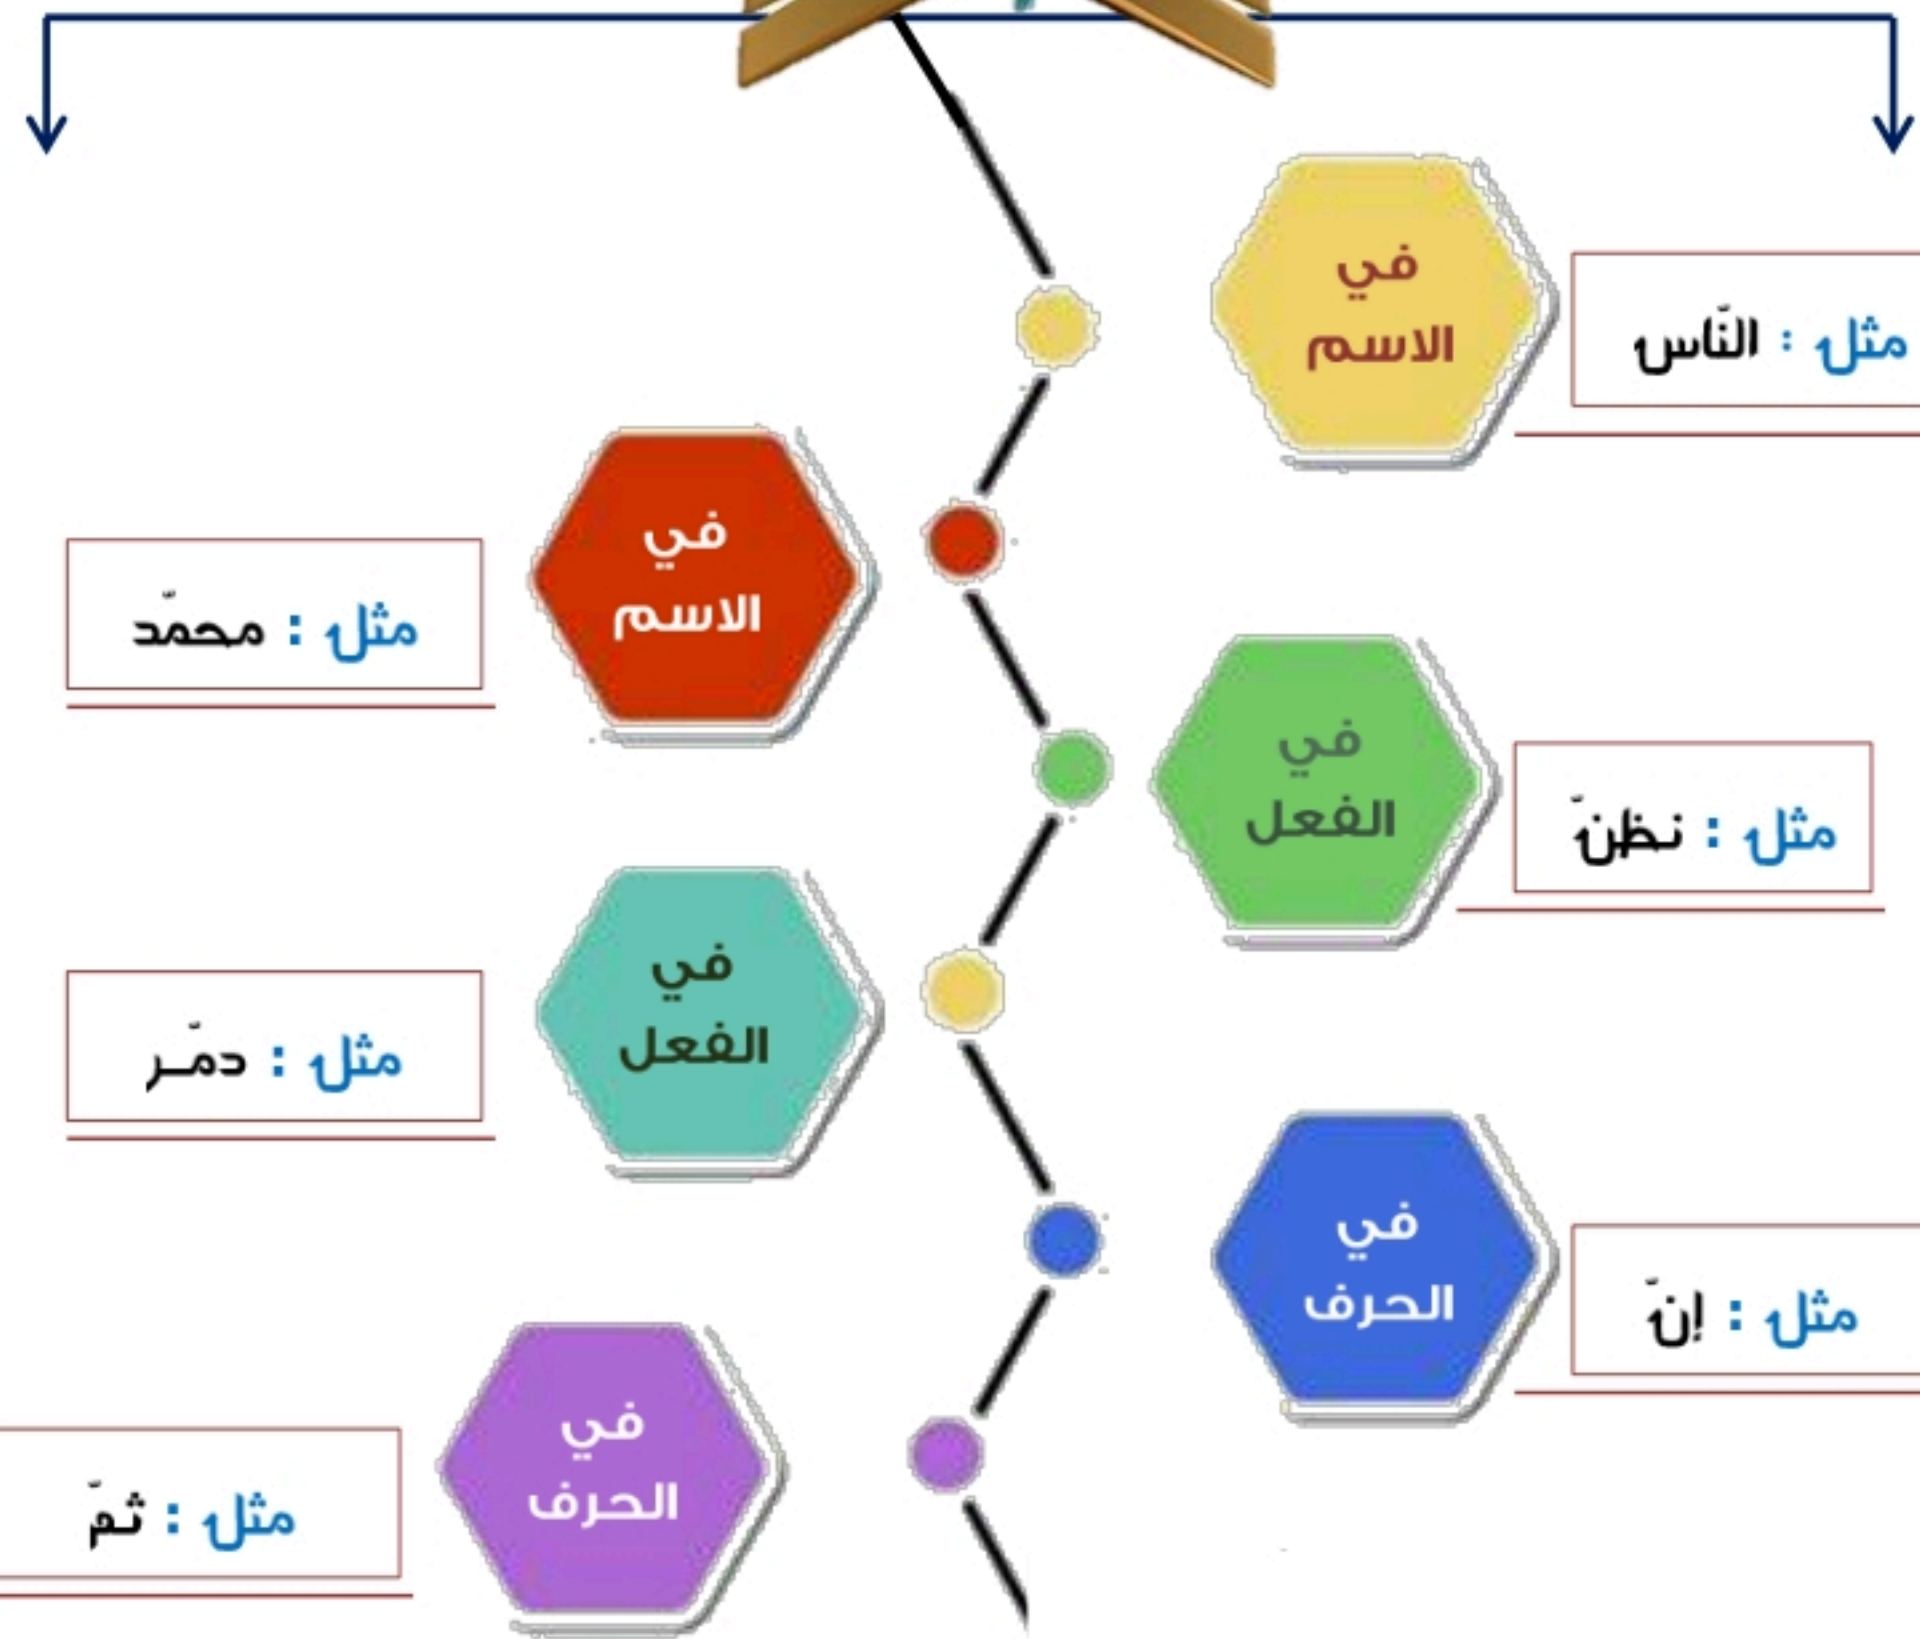 في
الاسم
مثل : النّاس
في
الاسم
مثل : محمّد
في
الفعل
مثل : نظنّ
في
الفعل
مثل : دمّـر
في
الحرف
مثل : إنّ
في
الحرف
مثل : ثمّ